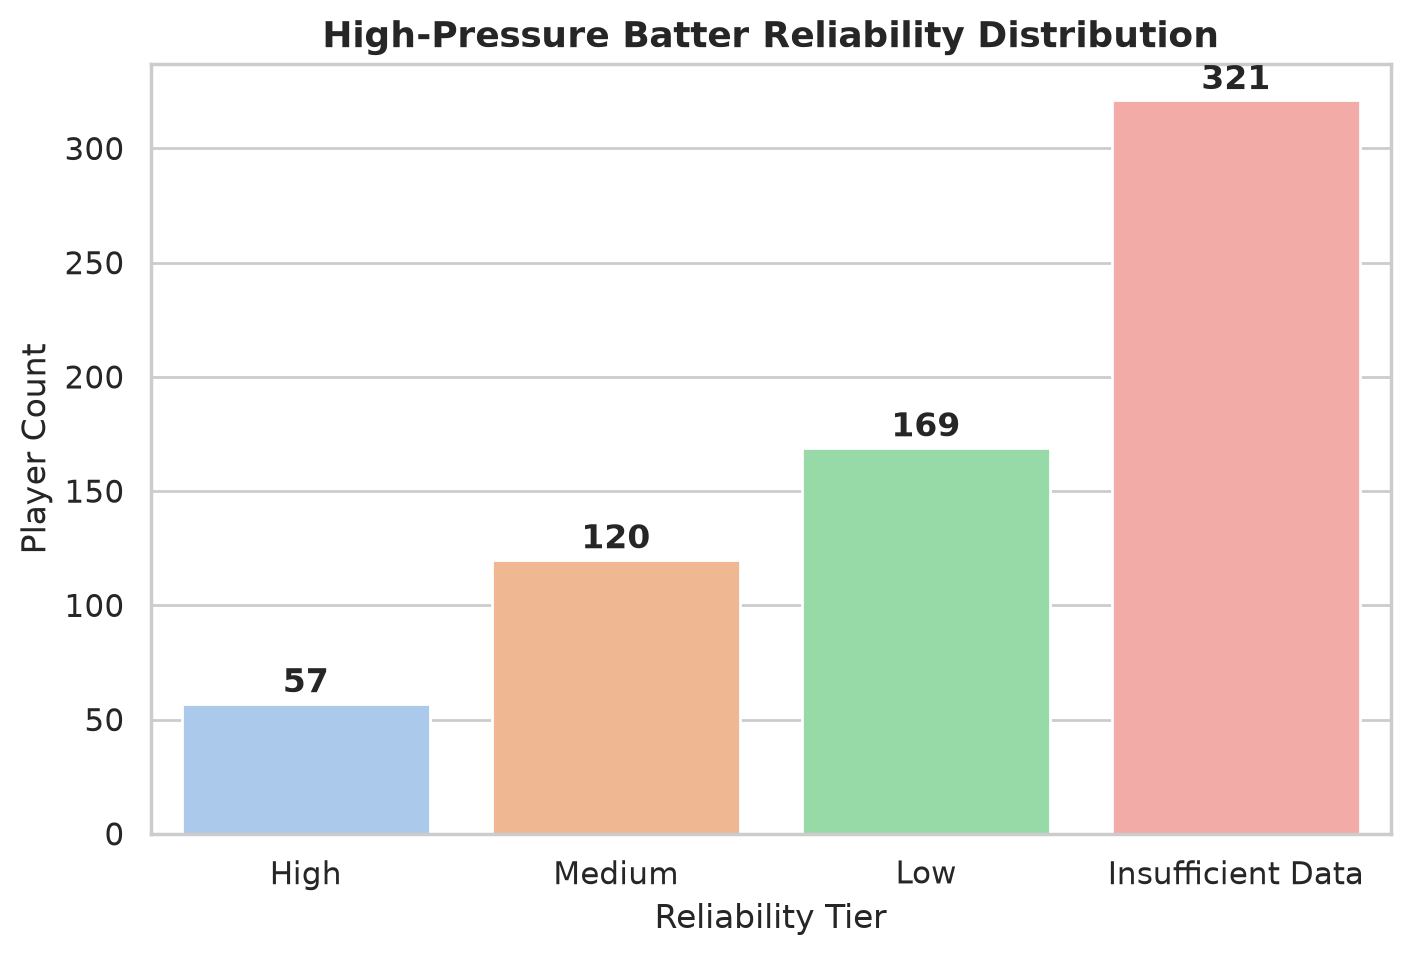 High-Pressure Batter Reliability Distribution
321
300
250
200
169
150
120
100
57
50
0
Player Count
High
Medium
Low
Insufficient Data
Reliability Tier